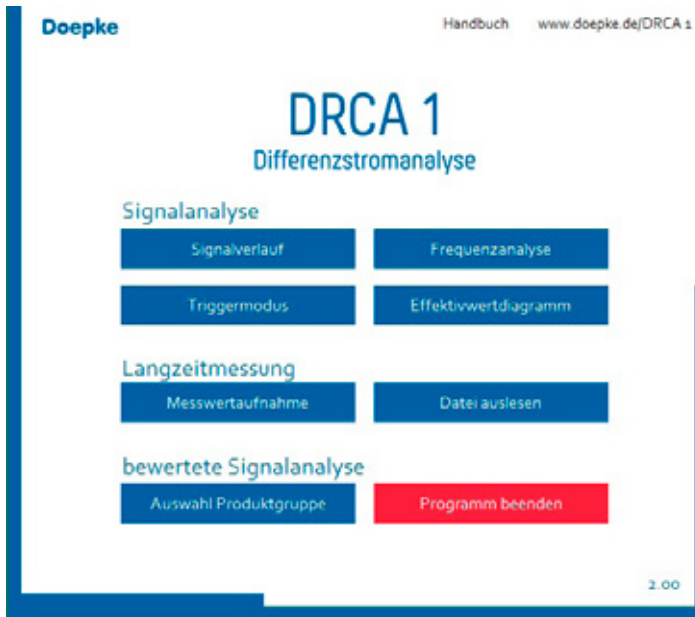 Doepke Handbuch www.doepke.de/DRCA 1
DRCA 1
Differenzstromanalyse
Signalanalyse
Signalverlauf Frequenzanalyse
Triggermodus Effektivwertdiagramm
Langzeitmessung
Messwertaufnahme Datei auslesen
bewertete Signalanalyse
Auswahl Produktgruppe Programm beenden
2.00